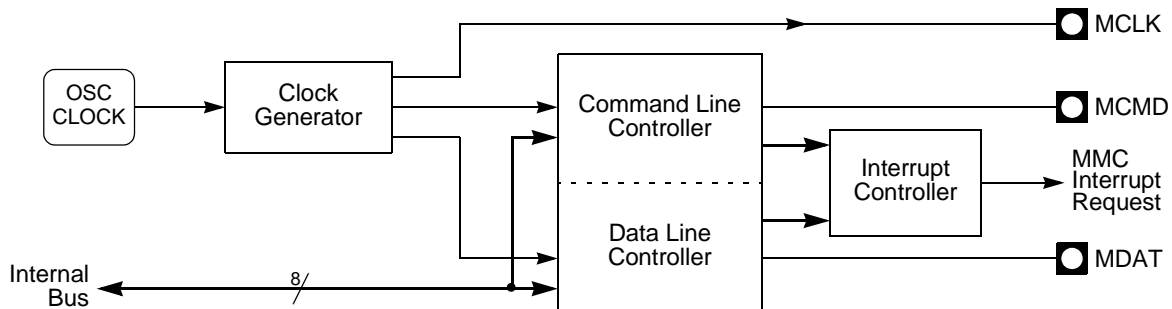 MCLK
OSC
CLOCK
Clock
Generator
Command Line
Controller
MCMD
Interrupt
Controller
MMC
Interrupt
Request
Data Line
Controller
MDAT
Internal
Bus
8